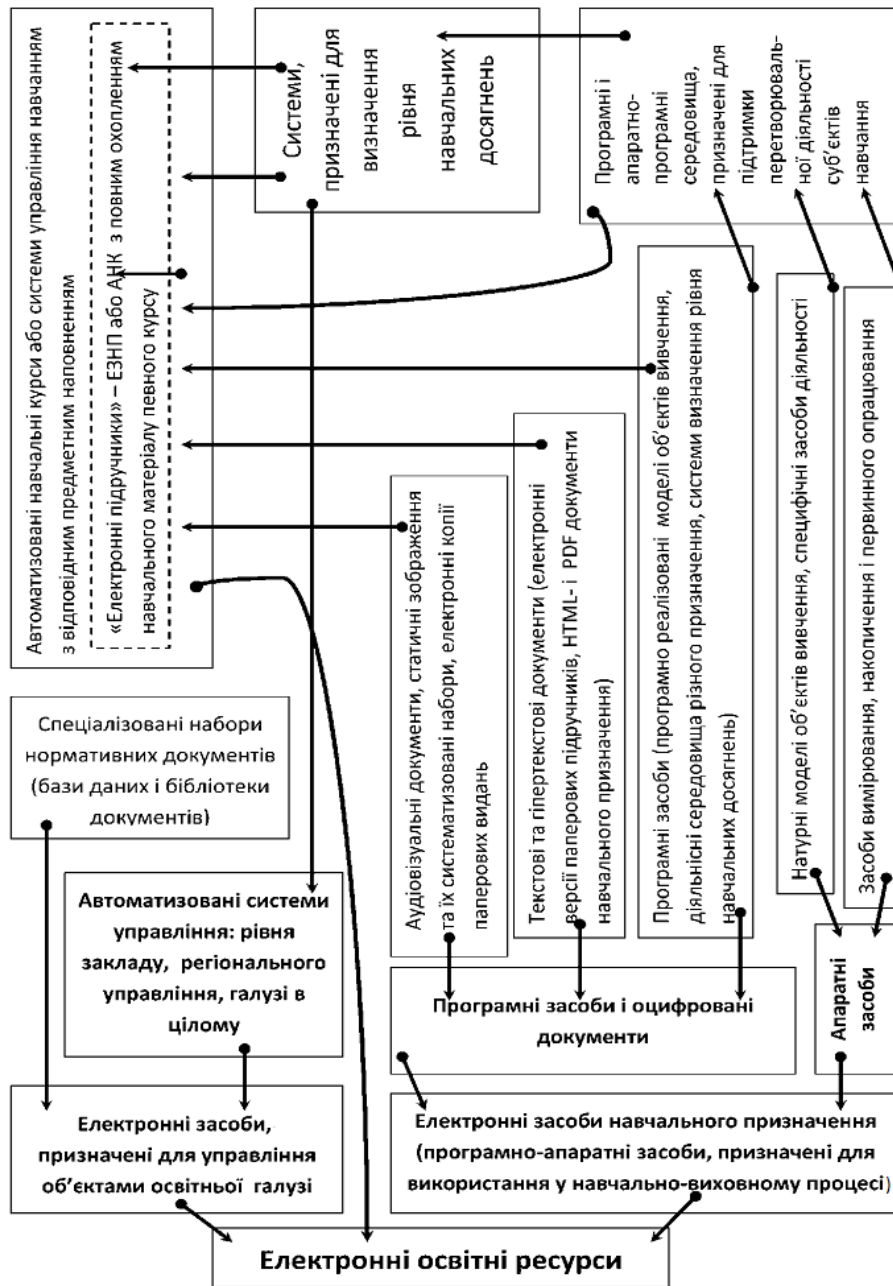 Автоматизовані навчальні курси або системи управління навчанням
з відповідним предметним наповненням
«Електронні підручники» – ЕЗНП або АНК з повним охопленням
навчального матеріалу певного курсу
Системи,
призначені для
визначення
рівня
навчальних
досягнень
Програмні і
апаратно-
програмні
середовища,
призначені для
підтримки
перетворюваль-
ної діяльності
суб’єктів
навчання
Спеціалізовані набори
нормативних документів
(бази даних і бібліотеки
документів)
Аудіовізуальні документи, статичні зображення
та їх систематизовані набори, електронні копії
паперових видань
Текстові та гіпертекстові документи (електронні
версії паперових підручників, HTML- і PDF документи
навчального призначення)
Програмні засоби (програмно реалізовані моделі об’єктів вивчення,
діяльнісні середовища різного призначення, системи визначення рівня
навчальних досягнень)
Натурні моделі об’єктів вивчення, специфічні засоби діяльності
Засоби вимірювання, накопичення і первинного опрацювання
Автоматизовані системи
управління: рівня
закладу, регіонального
управління, галузі в
цілому
Програмні засоби і оцифровані
документи
Апаратні
засоби
Електронні засоби,
призначені для управління
об’єктами освітньої галузі
Електронні засоби навчального призначення
(програмно-апаратні засоби, призначені для
використання у навчально-виховному процесі)
Електронні освітні ресурси